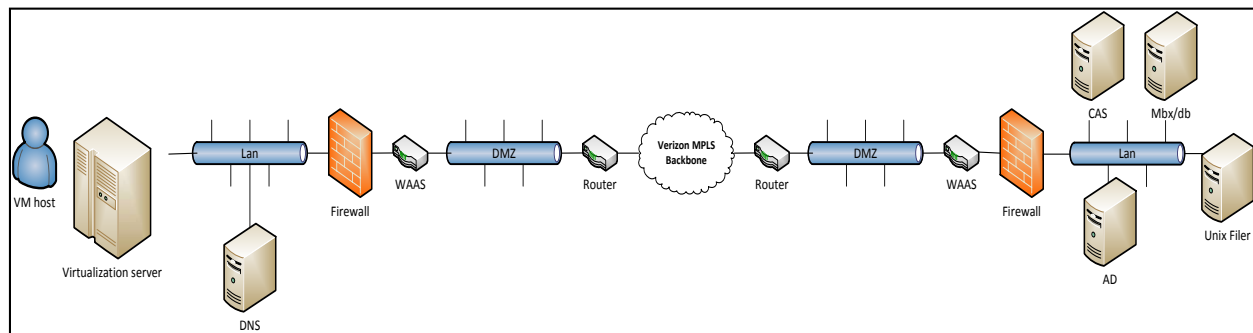 VM host
Virtualization server
Lan
DNS
Firewall
WAAS
DMZ
Router
Verizon MPLS
Backbone
Router
DMZ
WAAS
Firewall
CAS
Mbx/db
Lan
AD
Unix Filer